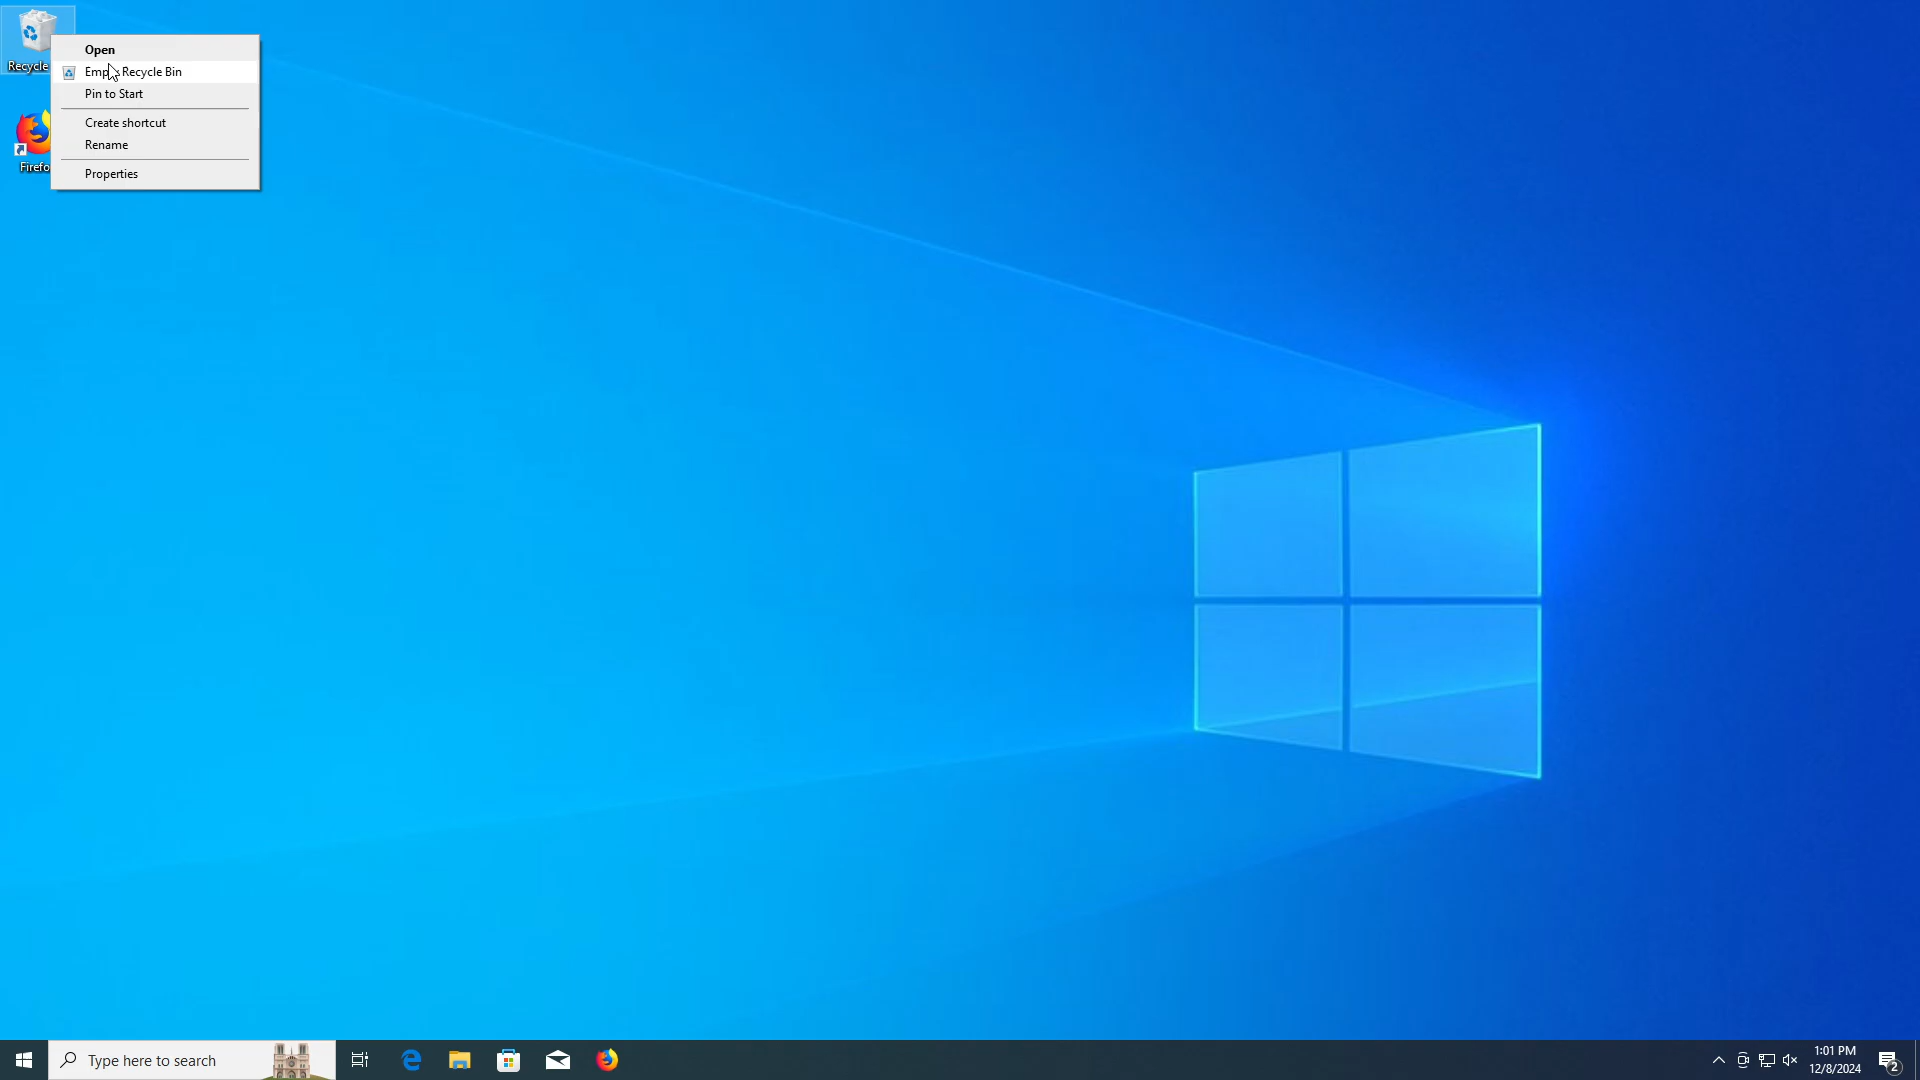 Open
Recycle
Empty Recycle Bin
Pin to Start
Create shortcut
Rename
Firefo
Properties
Type here to search
1:01 PM
12/8/2024
2